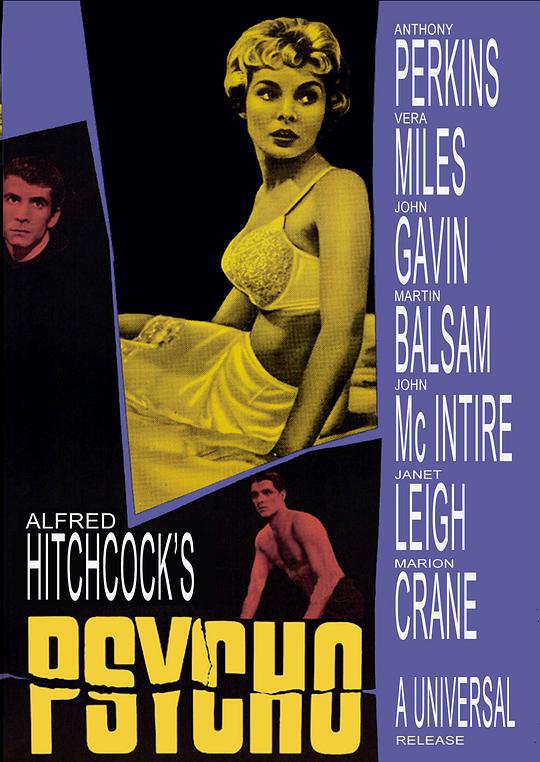 ANTHONY
PERKINS
VERA
MILES
JOHN
GAVIN
MARTIN
BALSAM
JOHN
Mc INTIRE
JANET
LEIGH
MARION
CRANE
A UNIVERSAL
RELEASE
ALFRED
HITCHCOCK'S
PSYCHO